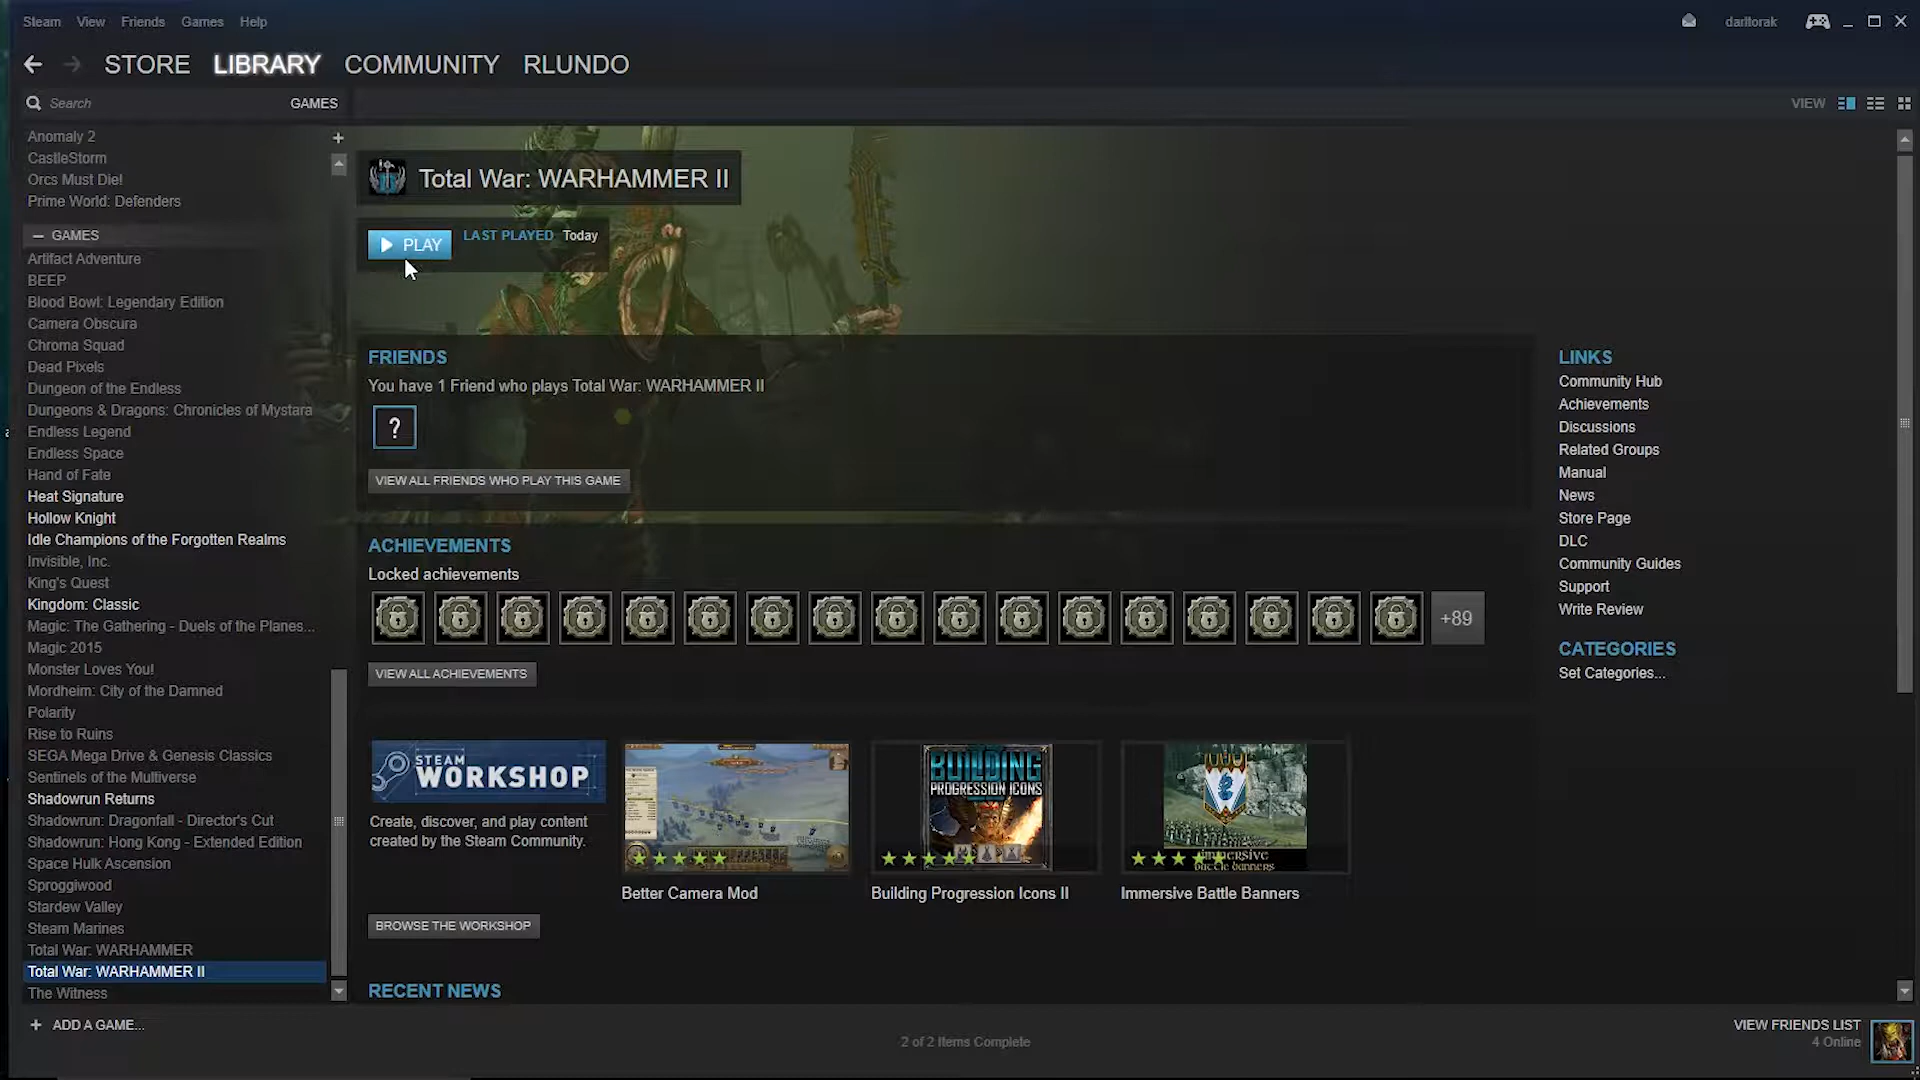 Steam View Friends Games Help
darltorak
STORE LIBRARY COMMUNITY RLUNDO
Search GAMES
VIEW
Anomaly 2
CastleStorm
Orcs Must Die!
Prime World: Defenders
GAMES
Artifact Adventure
BEEP
Blood Bowl: Legendary Edition
Camera Obscura
Chroma Squad
Dead Pixels
Dungeon of the Endless
Dungeons & Dragons: Chronicles of Mystara
Endless Legend
Endless Space
Hand of Fate
Heat Signature
Hollow Knight
Idle Champions of the Forgotten Realms
Invisible, Inc.
King's Quest
Kingdom: Classic
Magic: The Gathering - Duels of the Planes...
Magic 2015
Monster Loves You!
Mordheim: City of the Damned
Polarity
Rise to Ruins
SEGA Mega Drive & Genesis Classics
Sentinels of the Multiverse
Shadowrun Returns
Shadowrun: Dragonfall - Director's Cut
Shadowrun: Hong Kong - Extended Edition
Space Hulk Ascension
Sproggiwood
Stardew Valley
Steam Marines
Total War: WARHAMMER
Total War: WARHAMMER II
The Witness
+ ADD A GAME...
Total War: WARHAMMER II
PLAY LAST PLAYED Today
FRIENDS
You have 1 Friend who plays Total War: WARHAMMER II
?
VIEW ALL FRIENDS WHO PLAY THIS GAME
ACHIEVEMENTS
Locked achievements
+89
VIEW ALL ACHIEVEMENTS
STEAM
WORKSHOP
Create, discover, and play content
created by the Steam Community.
BROWSE THE WORKSHOP
Better Camera Mod
BUILDING
PROGRESSION ICONS
Building Progression Icons II
IMMERSIVE
BATTLE BANNERS
Immersive Battle Banners
RECENT NEWS
LINKS
Community Hub
Achievements
Discussions
Related Groups
Manual
News
Store Page
DLC
Community Guides
Support
Write Review
CATEGORIES
Set Categories...
2 of 2 Items Complete
VIEW FRIENDS LIST
4 Online